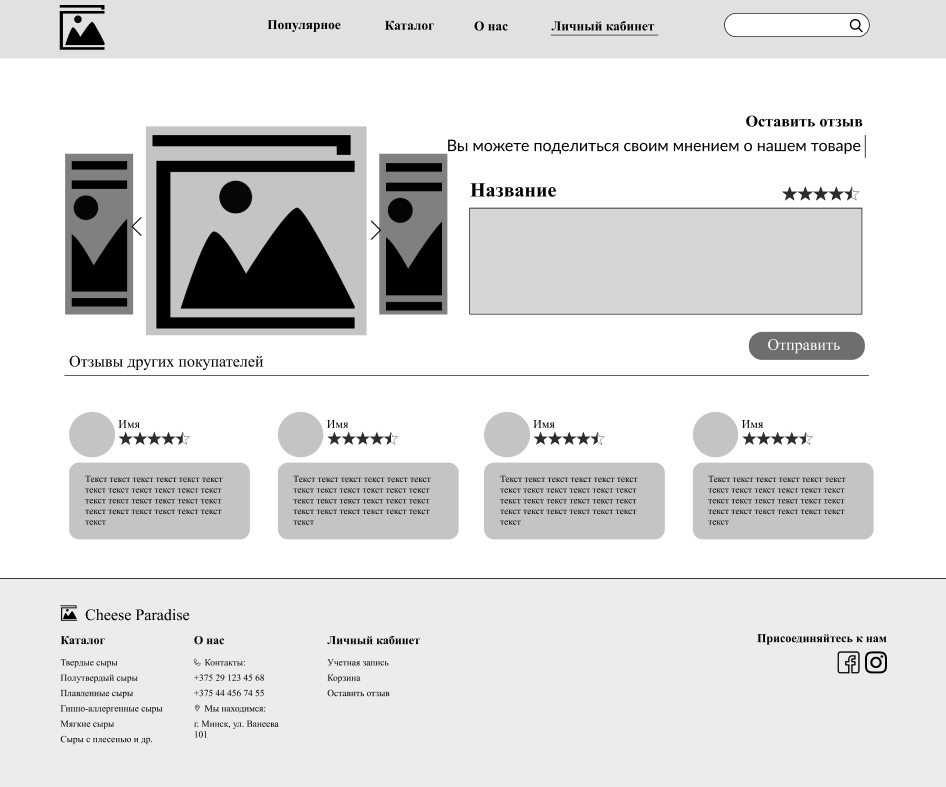 Популярное
Каталог
О нас
Личный кабинет
Оставить отзыв
Вы можете поделиться своим мнением о нашем товаре
Название
Отправить
Отзывы других покупателей
Имя
Текст текст текст текст текст текст
текст текст текст текст текст текст
текст текст текст текст текст текст
текст текст текст текст текст текст
текст
Имя
Текст текст текст текст текст текст
текст текст текст текст текст текст
текст текст текст текст текст текст
текст текст текст текст текст текст
текст
Имя
Текст текст текст текст текст текст
текст текст текст текст текст текст
текст текст текст текст текст текст
текст текст текст текст текст текст
текст
Имя
Текст текст текст текст текст текст
текст текст текст текст текст текст
текст текст текст текст текст текст
текст текст текст текст текст текст
текст
Cheese Paradise
Каталог
Твердые сыры
Полутвердый сыры
Плавленные сыры
Гиппо-аллергенные сыры
Мягкие сыры
Сыры с плесенью и др.
О нас
Контакты:
+375 29 123 45 68
+375 44 456 74 55
Мы находимся:
г. Минск, ул. Ванеева
101
Личный кабинет
Учетная запись
Корзина
Оставить отзыв
Присоединяйтесь к нам